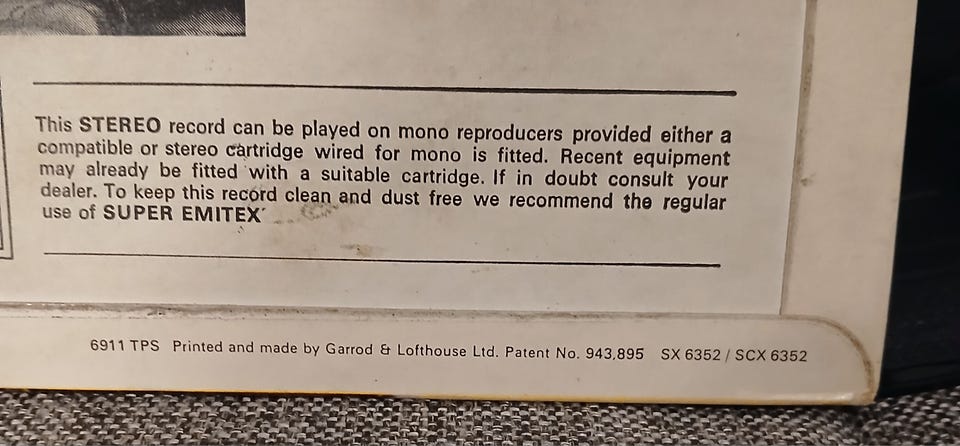 This STEREO record can be played on mono reproducers provided either a
compatible or stereo cartridge wired for mono is fitted. Recent equipment
may already be fitted with a suitable cartridge. If in doubt consult your
dealer. To keep this record clean and dust free we recommend the regular
use of SUPER EMITEX
6911 TPS Printed and made by Garrod & Lofthouse Ltd. Patent No. 943,895 SX 6352 / SCX 6352